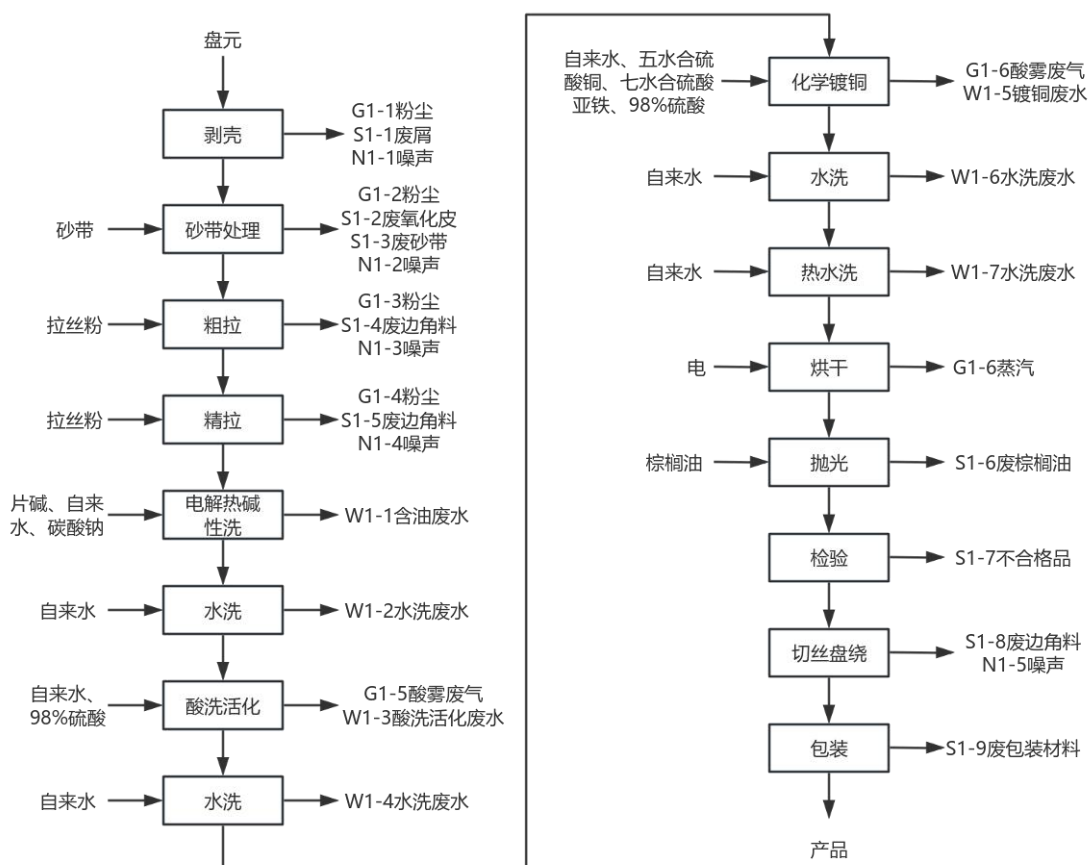 盘元
剥壳
G1-1粉尘
S1-1废屑
N1-1噪声
砂带
砂带处理
G1-2粉尘
S1-2废氧化皮
S1-3废砂带
N1-2噪声
拉丝粉
粗拉
G1-3粉尘
S1-4废边角料
N1-3噪声
拉丝粉
精拉
G1-4粉尘
S1-5废边角料
N1-4噪声
片碱、自来
水、碳酸钠
电解热碱
性洗
W1-1含油废水
自来水
水洗
W1-2水洗废水
自来水、
98%硫酸
酸洗活化
G1-5酸雾废气
W1-3酸洗活化废水
自来水
水洗
W1-4水洗废水
自来水、五水合硫
酸铜、七水合硫酸
亚铁、98%硫酸
化学镀铜
G1-6酸雾废气
W1-5镀铜废水
自来水
水洗
W1-6水洗废水
自来水
热水洗
W1-7水洗废水
电
烘干
G1-6蒸汽
棕榈油
抛光
S1-6废棕榈油
检验
S1-7不合格品
切丝盘绕
S1-8废边角料
N1-5噪声
包装
S1-9废包装材料
产品